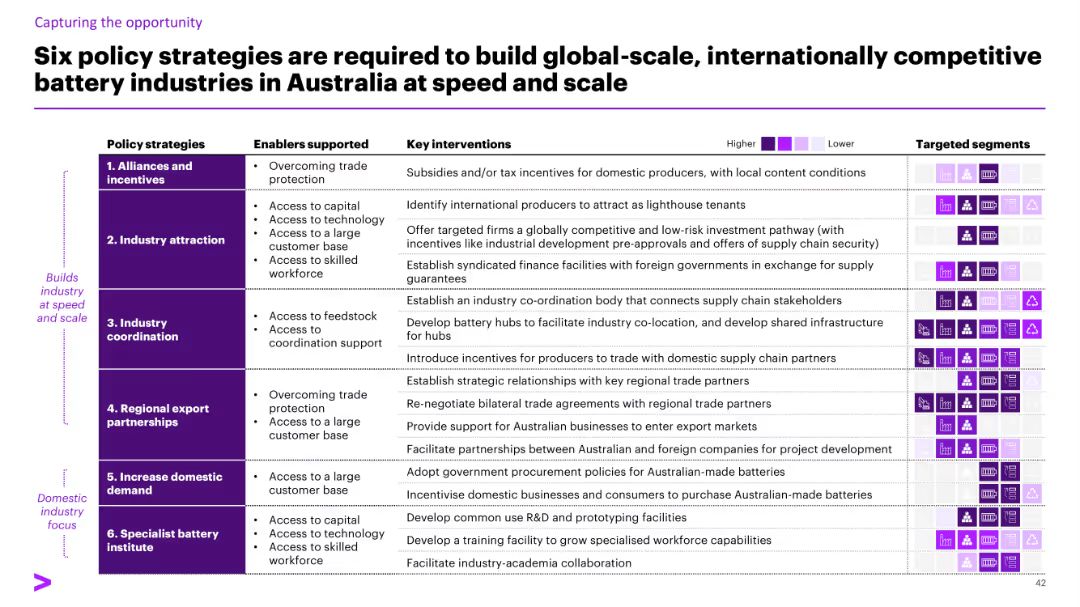 Capturing the opportunity
Six policy strategies are required to build global-scale, internationally competitive
battery industries in Australia at speed and scale
Policy strategies
Enablers supported
Key interventions
Higher
Lower
Targeted segments
Builds
industry
at speed
and scale
1. Alliances and
incentives
• Overcoming trade
protection
Subsidies and/or tax incentives for domestic producers, with local content conditions
2. Industry attraction
• Access to capital
• Access to technology
• Access to a large
customer base
• Access to skilled
workforce
Identify international producers to attract as lighthouse tenants
Offer targeted firms a globally competitive and low-risk investment pathway (with
incentives like industrial development pre-approvals and offers of supply chain security)
Establish syndicated finance facilities with foreign governments in exchange for supply
guarantees
3. Industry
coordination
• Access to feedstock
• Access to
coordination support
Establish an industry co-ordination body that connects supply chain stakeholders
Develop battery hubs to facilitate industry co-location, and develop shared infrastructure
for hubs
Introduce incentives for producers to trade with domestic supply chain partners
4. Regional export
partnerships
• Overcoming trade
protection
• Access to a large
customer base
Establish strategic relationships with key regional trade partners
Re-negotiate bilateral trade agreements with regional trade partners
Provide support for Australian businesses to enter export markets
Facilitate partnerships between Australian and foreign companies for project development
Domestic
industry
focus
5. Increase domestic
demand
• Access to a large
customer base
Adopt government procurement policies for Australian-made batteries
Incentivise domestic businesses and consumers to purchase Australian-made batteries
6. Specialist battery
institute
• Access to capital
• Access to technology
• Access to skilled
workforce
Develop common use R&D and prototyping facilities
Develop a training facility to grow specialised workforce capabilities
Facilitate industry-academia collaboration
42